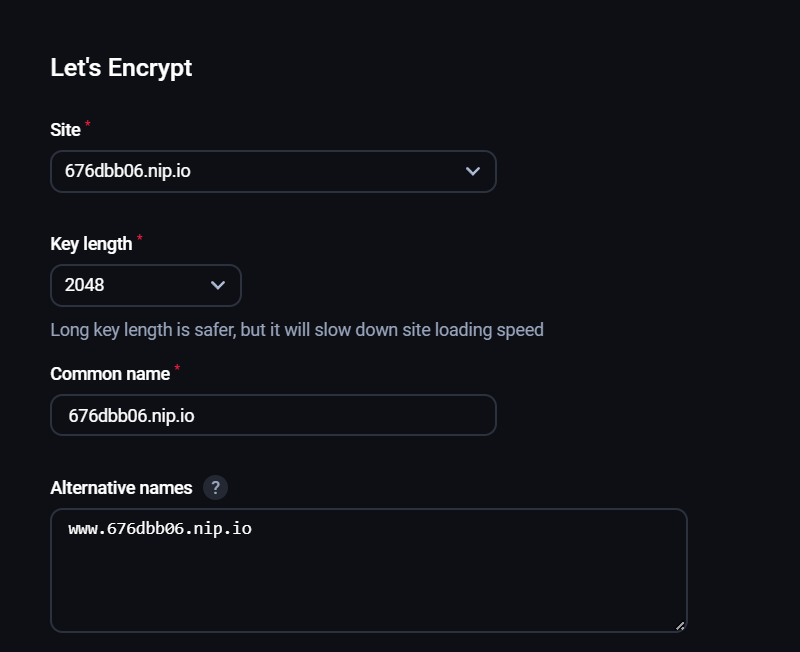 Let's Encrypt
Site *
676dbb06.nip.io
Key length *
2048
Long key length is safer, but it will slow down site loading speed
Common name *
676dbb06.nip.io
Alternative names ?
www.676dbb06.nip.io